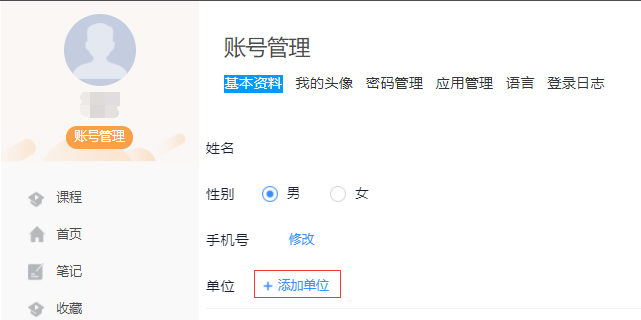 账号管理
课程
首页
笔记
收藏
账号管理
基本资料 我的头像 密码管理 应用管理 语言 登录日志
姓名
性别 男 女
手机号 修改
单位 + 添加单位